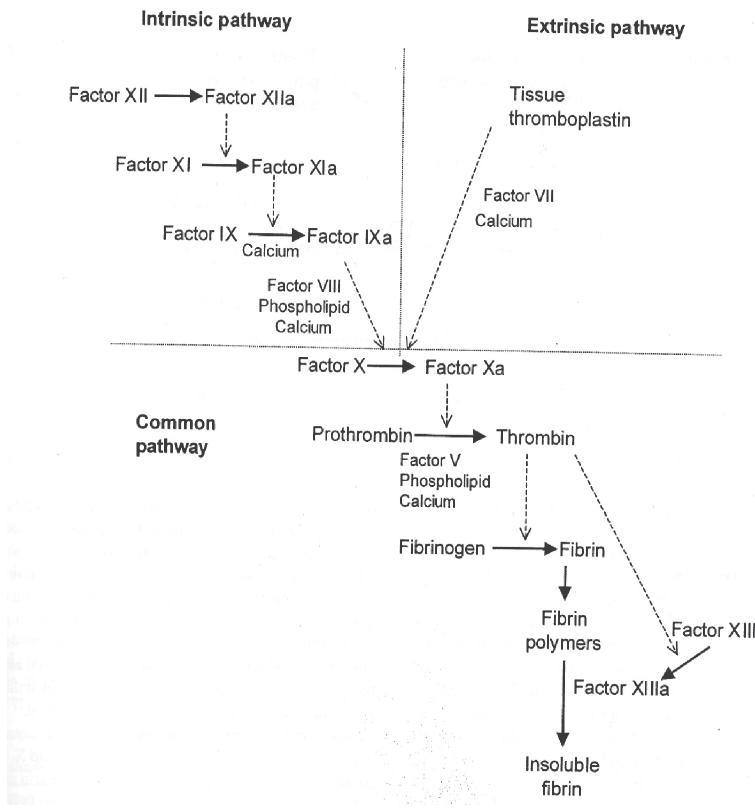 Intrinsic pathway
Extrinsic pathway
Factor XII
Factor XIIa
Tissue
thromboplastin
Factor XI
Factor XIa
Factor VII
Calcium
Factor IX
Factor IXa
Calcium
Factor VIII
Phospholipid
Calcium
Factor X
Factor Xa
Common
pathway
Prothrombin
Thrombin
Factor V
Phospholipid
Calcium
Fibrinogen
Fibrin
Fibrin
polymers
Factor XIII
Factor XIIIa
Insoluble
fibrin